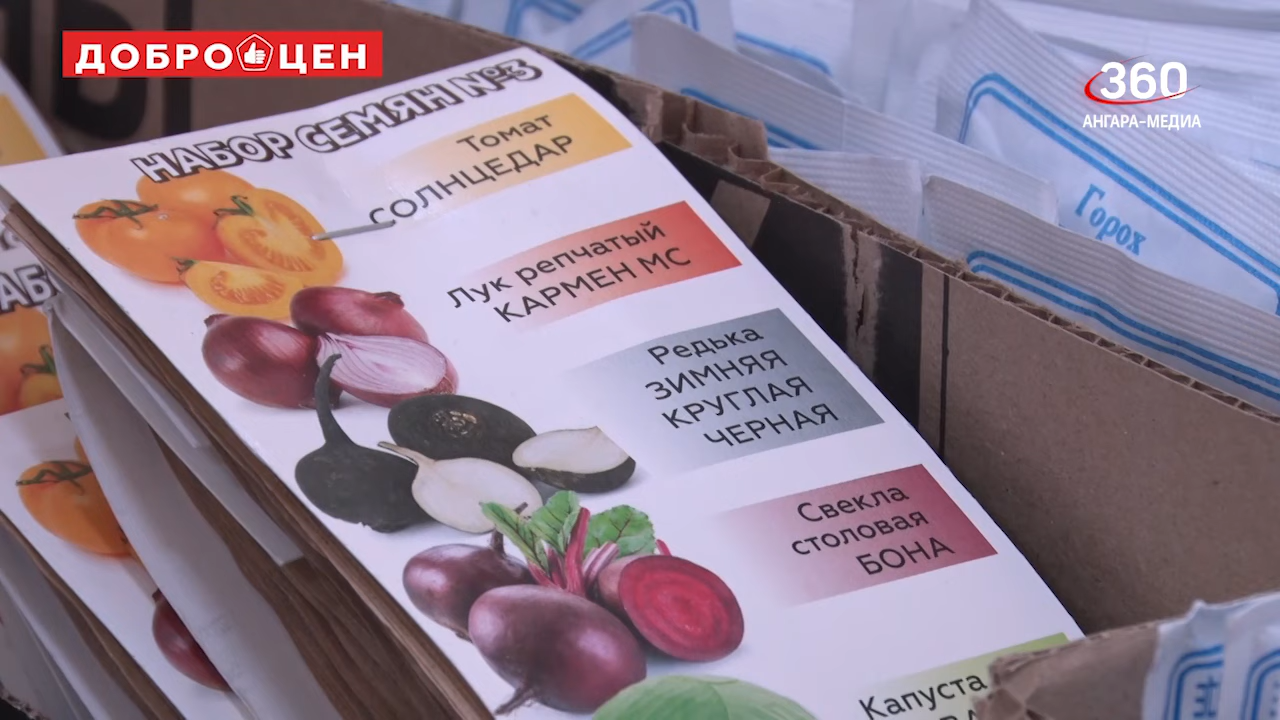 ДОБРОЦЕН
360
АНГАРА-МЕДИА
НАБОР СЕМЯН №3
Томат
СОЛНЦЕДАР
Лук репчатый
КАРМЕН МС
Редька
ЗИМНЯЯ
КРУГЛАЯ
ЧЕРНАЯ
Свекла
столовая
БОНА
Капуста
Горох